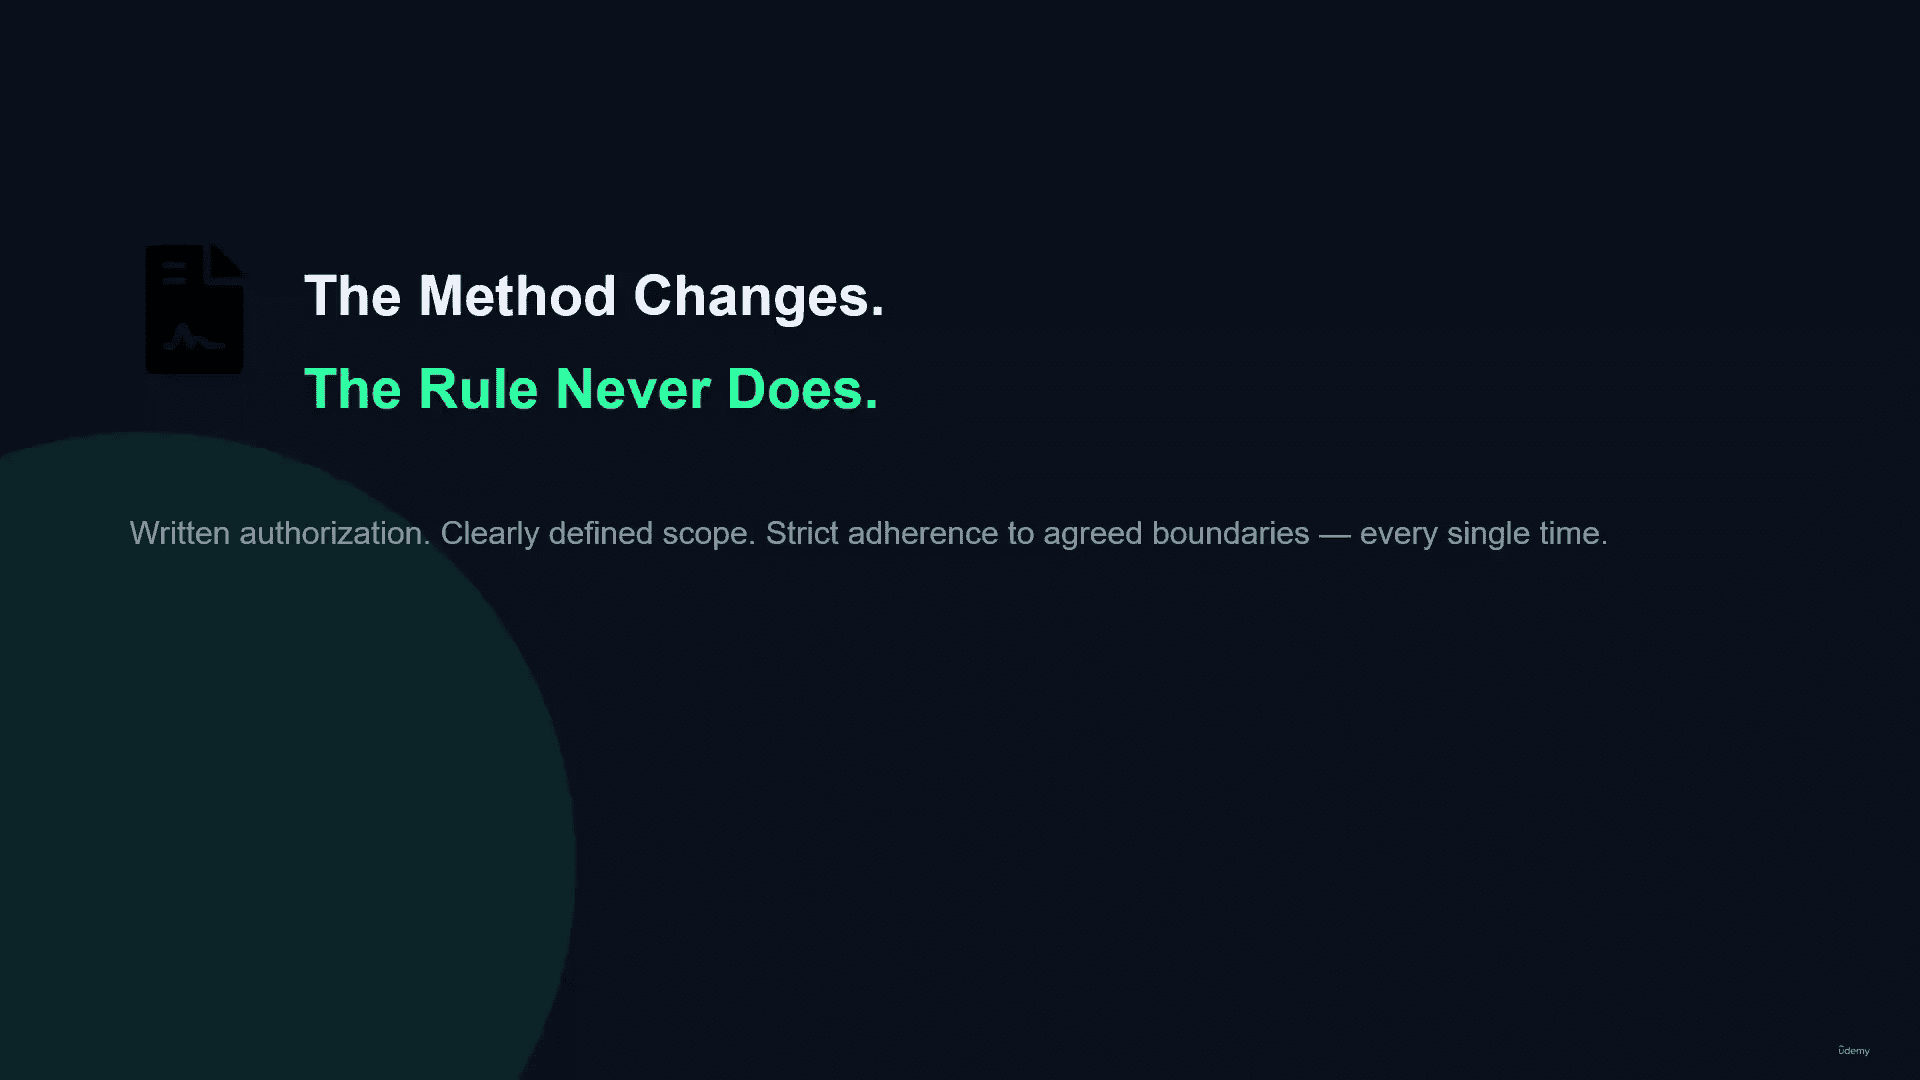 The Method Changes.
The Rule Never Does.
Written authorization. Clearly defined scope. Strict adherence to agreed boundaries — every single time.
ûdemy